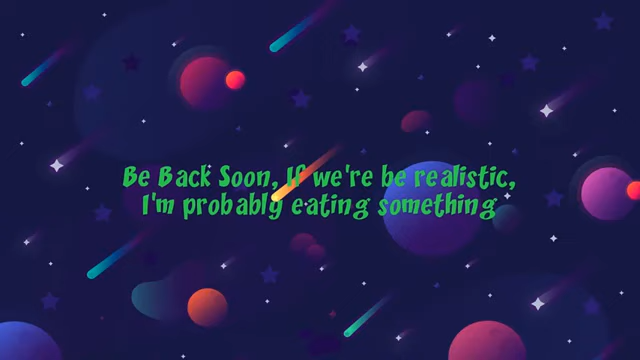 Be Back Soon, If we're be realistic,
I'm probably eating something